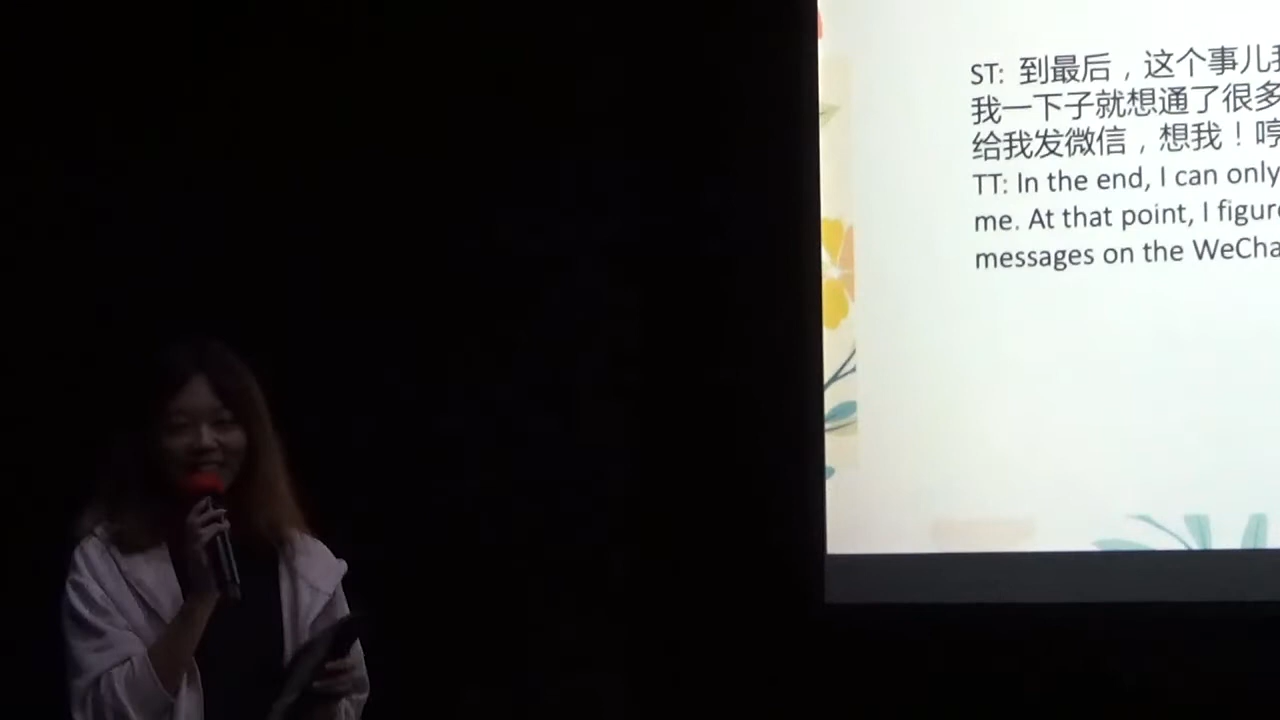 ST: 到最后，这个事儿我
我一下子就想通了很多
给我发微信，想我！哼
TT: In the end, I can only
me. At that point, I
messages on the